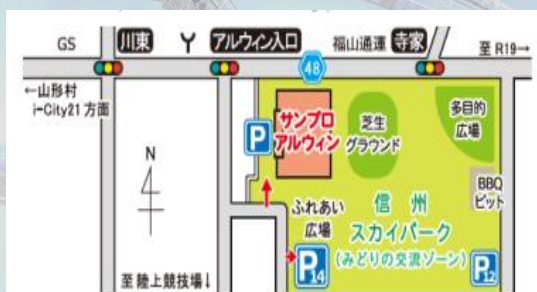 GS
川東
Y
アルウィン入口
福山通運
寺家
至 R19→
48
←山形村
i-City21 方面
P
サンプロ
アルウィン
芝生
グラウンド
多目的
広場
N
BBQ
ピット
ふれあい
広場
信州
スカイパーク
(みどりの交流ゾーン)
P14
P12
至 陸上競技場↓